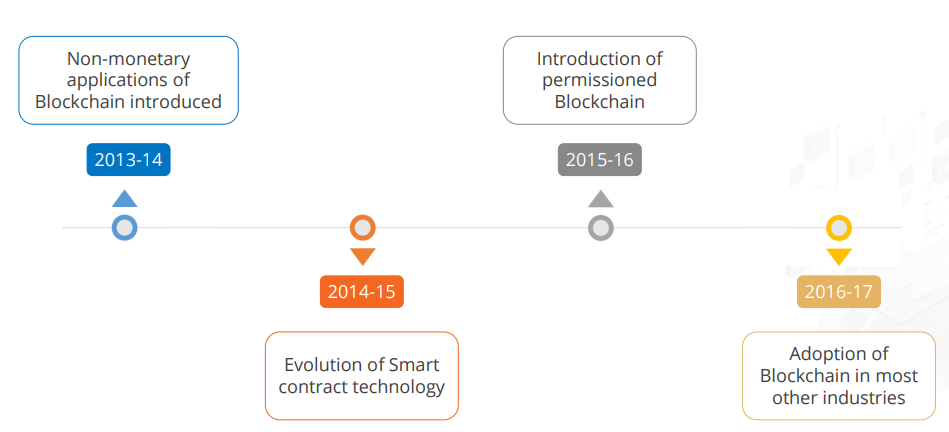 Non-monetary
applications of
Blockchain introduced
2013-14
2014-15
Evolution of Smart
contract technology
Introduction of
permissioned
Blockchain
2015-16
2016-17
Adoption of
Blockchain in most
other industries